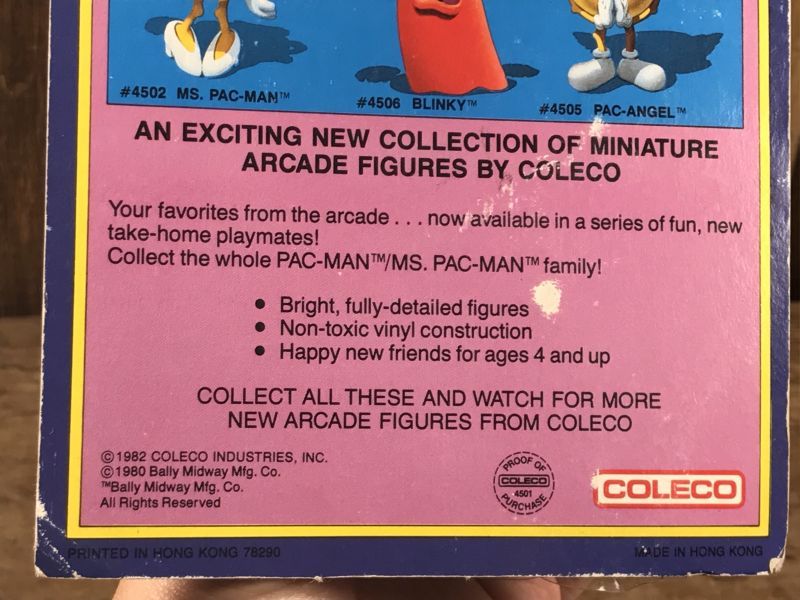 #4502 MS. PAC-MAN™
#4506 BLINKY™
#4505 PAC-ANGEL™
AN EXCITING NEW COLLECTION OF MINIATURE
ARCADE FIGURES BY COLECO
Your favorites from the arcade . . . now available in a series of fun, new
take-home playmates!
Collect the whole PAC-MAN™/MS. PAC-MAN™ family!
• Bright, fully-detailed figures
• Non-toxic vinyl construction
• Happy new friends for ages 4 and up
COLLECT ALL THESE AND WATCH FOR MORE
NEW ARCADE FIGURES FROM COLECO
©1982 COLECO INDUSTRIES, INC.
©1980 Bally Midway Mfg. Co.
™Bally Midway Mfg. Co.
All Rights Reserved
PROOF OF
COLECO
4501
PURCHASE
COLECO
PRINTED IN HONG KONG 78290
MADE IN HONG KONG